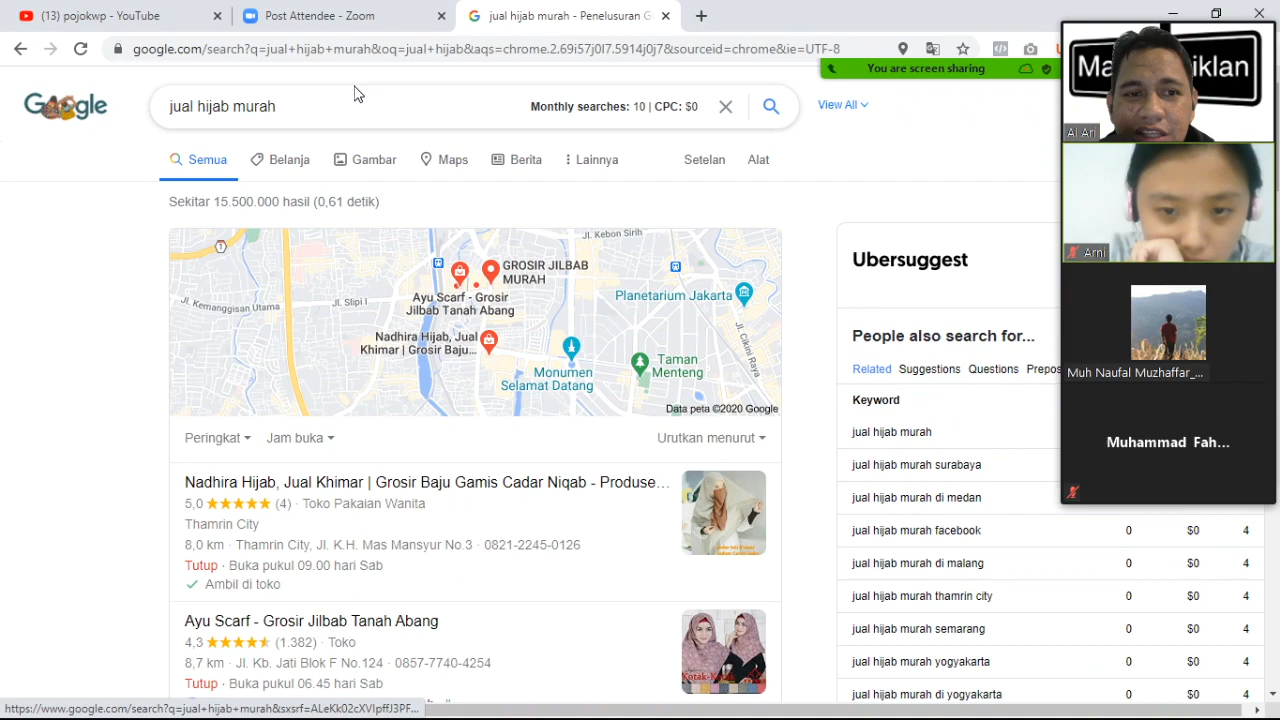 (13) pojokwp - YouTube
Post Attendee - Zoom
jual hijab murah - Penelusuran G
google.com/search?q=jual+hijab+murah&oq=jual+hijab&aqs=chrome.2.69i57j0l7.5914j0j7&sourceid=chrome&ie=UTF-8
You are screen sharing
Google
jual hijab murah
Monthly searches: 10 | CPC: $0
View All
Semua
Belanja
Gambar
Maps
Berita
Lainnya
Setelan
Alat
Sekitar 15.500.000 hasil (0,61 detik)
Jl. Kebon Sirih
GROSIR JILBAB
MURAH
Ayu Scarf - Grosir
Jilbab Tanah Abang
Planetarium Jakarta
Jl. Kemanggisan Utama
Jl. Slipi I
Nadhira Hijab, Jual
Khimar | Grosir Baju...
Jl. Cikini Raya
Monumen
Selamat Datang
Taman
Menteng
Data peta ©2020 Google
Peringkat
Jam buka
Urutkan menurut
Nadhira Hijab, Jual Khimar | Grosir Baju Gamis Cadar Niqab - Produse...
5,0 (4) · Toko Pakaian Wanita
Thamrin City
8,0 km · Thamrin City, Jl. K.H. Mas Mansyur No.3 · 0821-2245-0126
Tutup · Buka pukul 09.00 hari Sab
Ambil di toko
Ayu Scarf - Grosir Jilbab Tanah Abang
4,3 (1.382) · Toko
8,7 km · Jl. Kb. Jati Blok F No.124 · 0857-7740-4254
Tutup · Buka pukul 06.45 hari Sab
https://www.google.com/search?q=jual+hijab+murah&sxsrf=ALeKk02cXVIpffJ3PF...
Ubersuggest
People also search for...
Related
Suggestions
Questions
Prepos
Keyword
jual hijab murah
jual hijab murah surabaya
jual hijab murah di medan
jual hijab murah facebook 0 $0 4
jual hijab murah di malang 0 $0 4
jual hijab murah thamrin city 0 $0 4
jual hijab murah semarang 0 $0 4
jual hijab murah yogyakarta 0 $0 4
jual hijab murah di yogyakarta 0 $0 4
Al Ari
Arni
Muh Naufal Muzhaffar_...
Muhammad Fah...